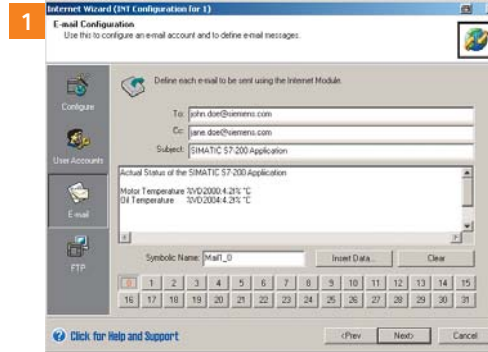 1
Internet Wizard (INT Configuration for 1)
E-mail Configuration
Use this to configure an e-mail account and to define e-mail messages.
Configure
User Accounts
E-mail
FTP
Define each e-mail to be sent using the Internet Module.
To: john.doe@siemens.com
Cc: jane.doe@siemens.com
Subject: SIMATIC S7-200 Application
Actual Status of the SIMATIC S7-200 Application
Motor Temperature %VD2000:4.2f% °C
Oil Temperature %VD2004:4.2f% °C
Symbolic Name: Mail1_0
Insert Data...
Clear
0 1 2 3 4 5 6 7 8 9 10 11 12 13 14 15
16 17 18 19 20 21 22 23 24 25 26 27 28 29 30 31
Click for Help and Support
<Prev
Next>
Cancel